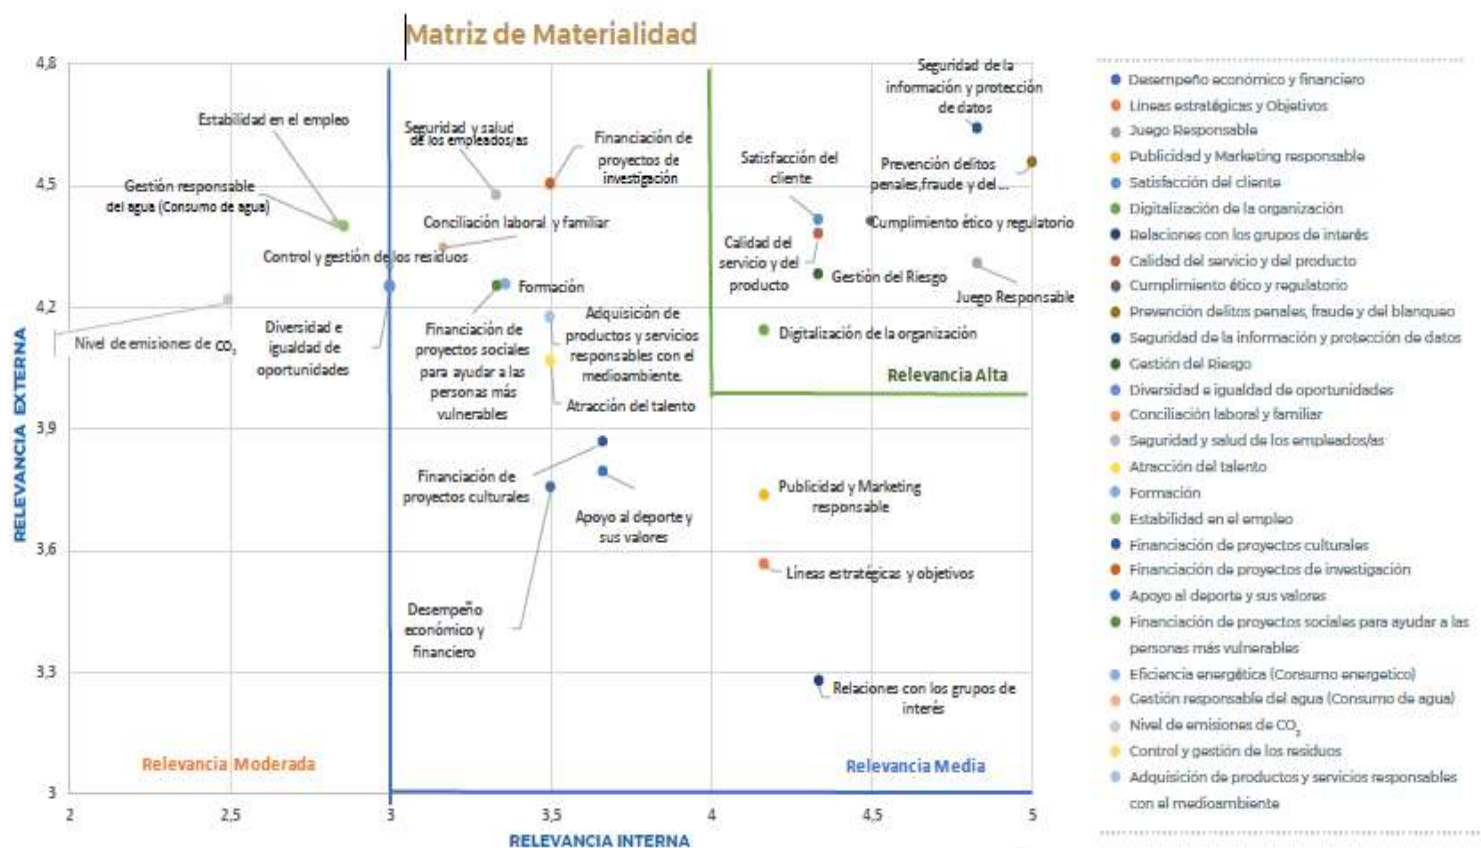 Matriz de Materialidad
4,8
4,5
4,2
3,9
3,6
3,3
3
RELEVANCIA EXTERNA
Estabilidad en el empleo
Gestión responsable
del agua (Consumo de agua)
Seguridad y salud
de los empleados/as
Financiación de
proyectos de
investigación
Conciliación laboral y familiar
Control y gestión de los residuos
Nivel de emisiones de CO2
Diversidad e
igualdad de
oportunidades
Formación
Financiación de
proyectos sociales
para ayudar a las
personas más
vulnerables
Adquisición de
productos y servicios
responsables con el
medioambiente.
Atracción del talento
Financiación de
proyectos culturales
Apoyo al deporte y
sus valores
Desempeño
económico y
financiero
Seguridad de la
información y protección
de datos
Satisfacción del
cliente
Prevención delitos
penales,fraude y del ...
Cumplimiento ético y regulatorio
Calidad del
servicio y del
producto
Gestión del Riesgo
Juego Responsable
Digitalización de la organización
Relevancia Alta
Publicidad y Marketing
responsable
Líneas estratégicas y objetivos
Relaciones con los grupos de
interés
Relevancia Moderada
Relevancia Media
2
2,5
3
3,5
4
4,5
5
RELEVANCIA INTERNA
Desempeño económico y financiero
Líneas estratégicas y Objetivos
Juego Responsable
Publicidad y Marketing responsable
Satisfacción del cliente
Digitalización de la organización
Relaciones con los grupos de interés
Calidad del servicio y del producto
Cumplimiento ético y regulatorio
Prevención delitos penales, fraude y del blanqueo
Seguridad de la información y protección de datos
Gestión del Riesgo
Diversidad e igualdad de oportunidades
Conciliación laboral y familiar
Seguridad y salud de los empleados/as
Atracción del talento
Formación
Estabilidad en el empleo
Financiación de proyectos culturales
Financiación de proyectos de investigación
Apoyo al deporte y sus valores
Financiación de proyectos sociales para ayudar a las
personas más vulnerables
Eficiencia energética (Consumo energetico)
Gestión responsable del agua (Consumo de agua)
Nivel de emisiones de CO2
Control y gestión de los residuos
Adquisición de productos y servicios responsables
con el medioambiente